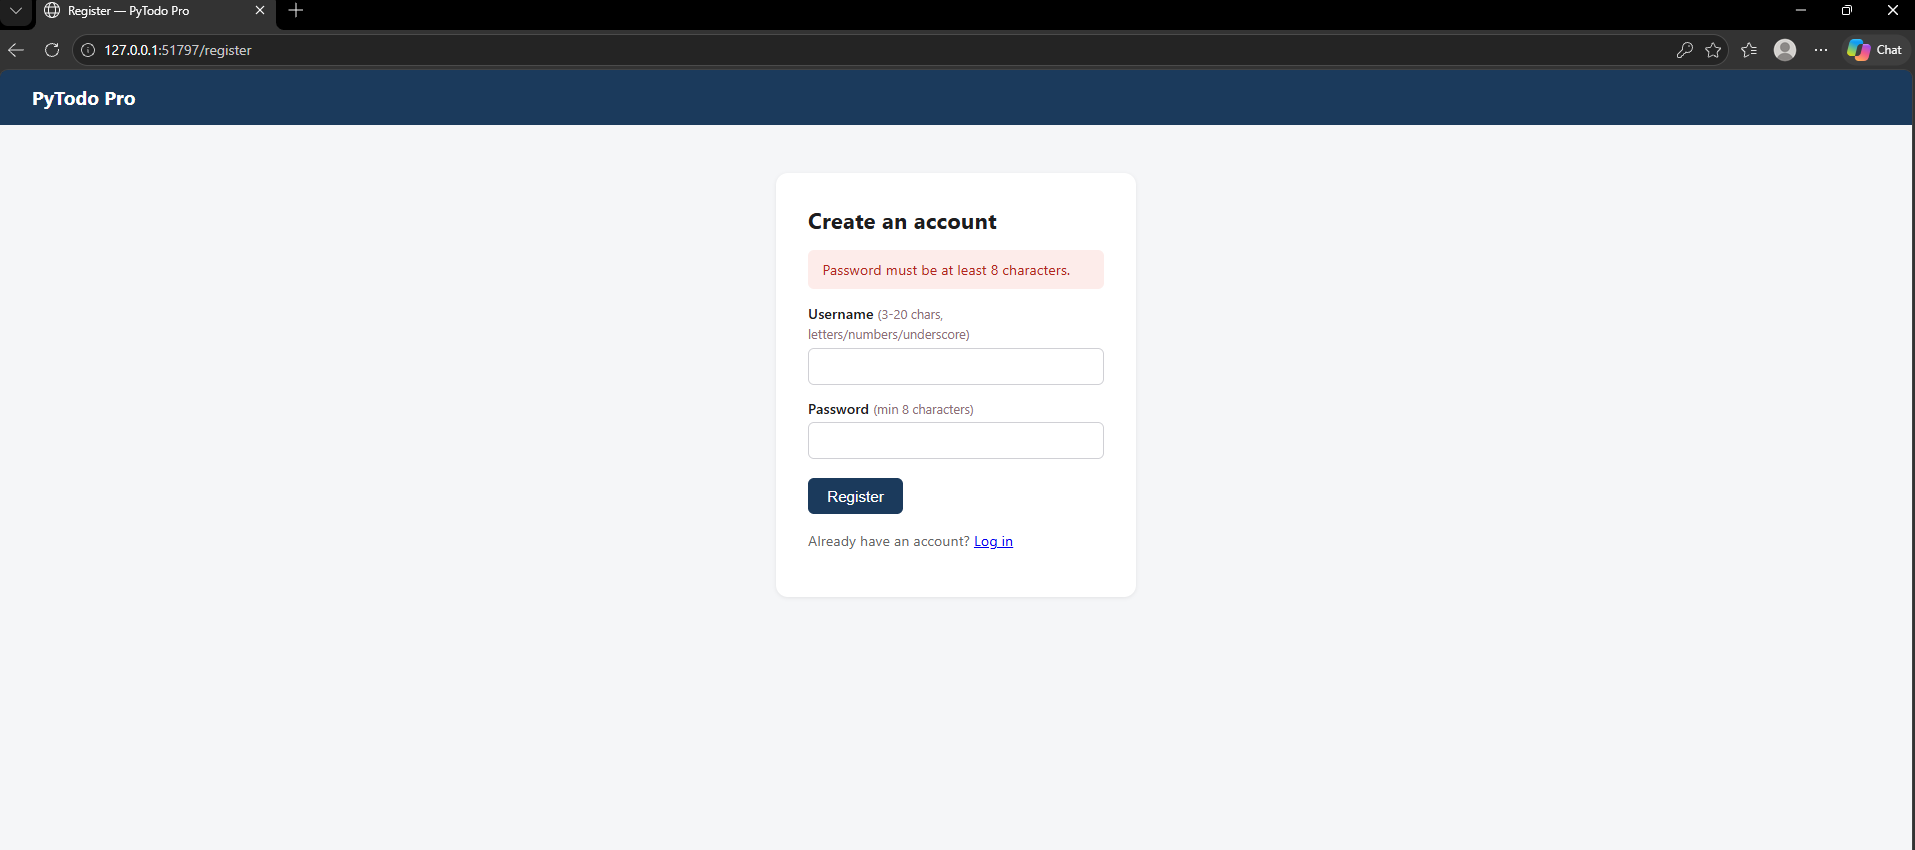 Register — PyTodo Pro
127.0.0.1:51797/register
Chat
PyTodo Pro
Create an account
Password must be at least 8 characters.
Username (3-20 chars,
letters/numbers/underscore)
Password (min 8 characters)
Register
Already have an account? Log in